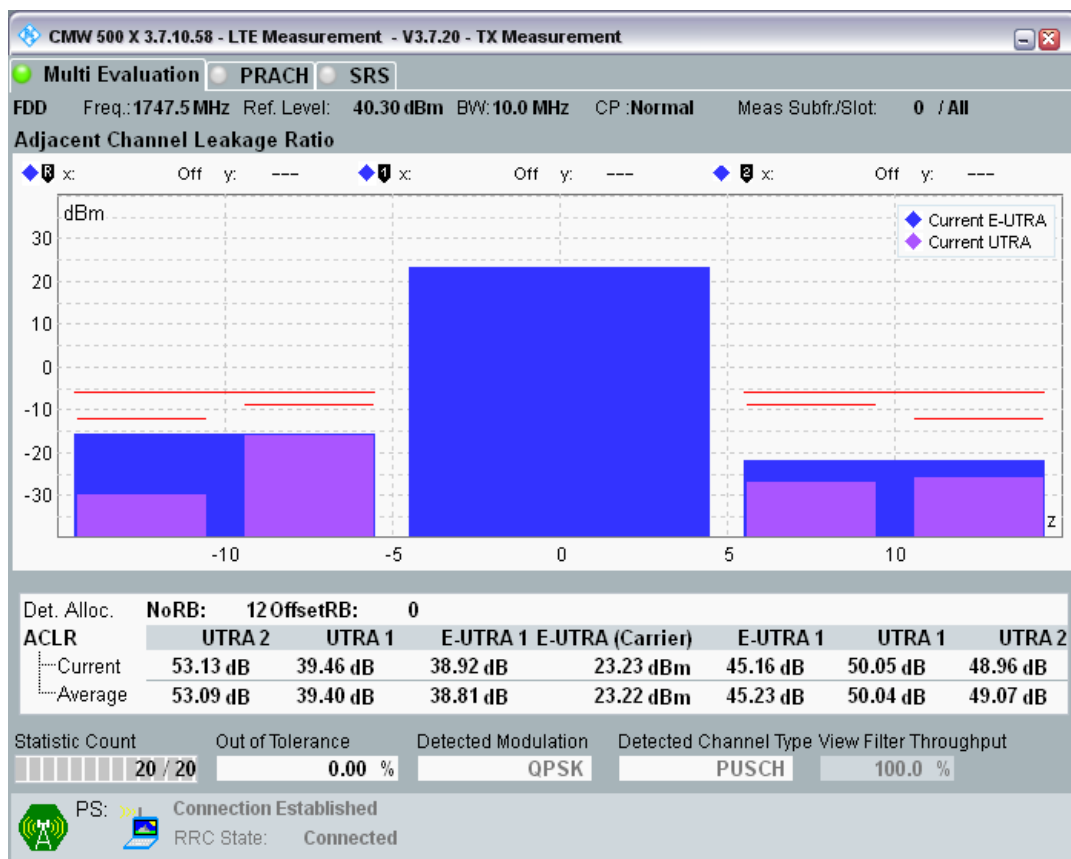 CMW 500 X 3.7.10.58 - LTE Measurement - V3.7.20 - TX Measurement
Multi Evaluation PRACH SRS
FDD Freq.: 1747.5 MHz Ref. Level: 40.30 dBm BW: 10.0 MHz CP :Normal Meas Subfr./Slot: 0 / All
Adjacent Channel Leakage Ratio
R x: Off y: --- 1 x: Off y: --- 2 x: Off y: ---
dBm
Current E-UTRA
Current UTRA
30
20
10
0
-10
-20
-30
z
-10 -5 0 5 10
Det. Alloc. NoRB: 12 OffsetRB: 0
ACLR UTRA 2 UTRA 1 E-UTRA 1 E-UTRA (Carrier) E-UTRA 1 UTRA 1 UTRA 2
Current 53.13 dB 39.46 dB 38.92 dB 23.23 dBm 45.16 dB 50.05 dB 48.96 dB
Average 53.09 dB 39.40 dB 38.81 dB 23.22 dBm 45.23 dB 50.04 dB 49.07 dB
Statistic Count Out of Tolerance Detected Modulation Detected Channel Type View Filter Throughput
20 / 20 0.00 % QPSK PUSCH 100.0 %
PS: Connection Established
RRC State: Connected